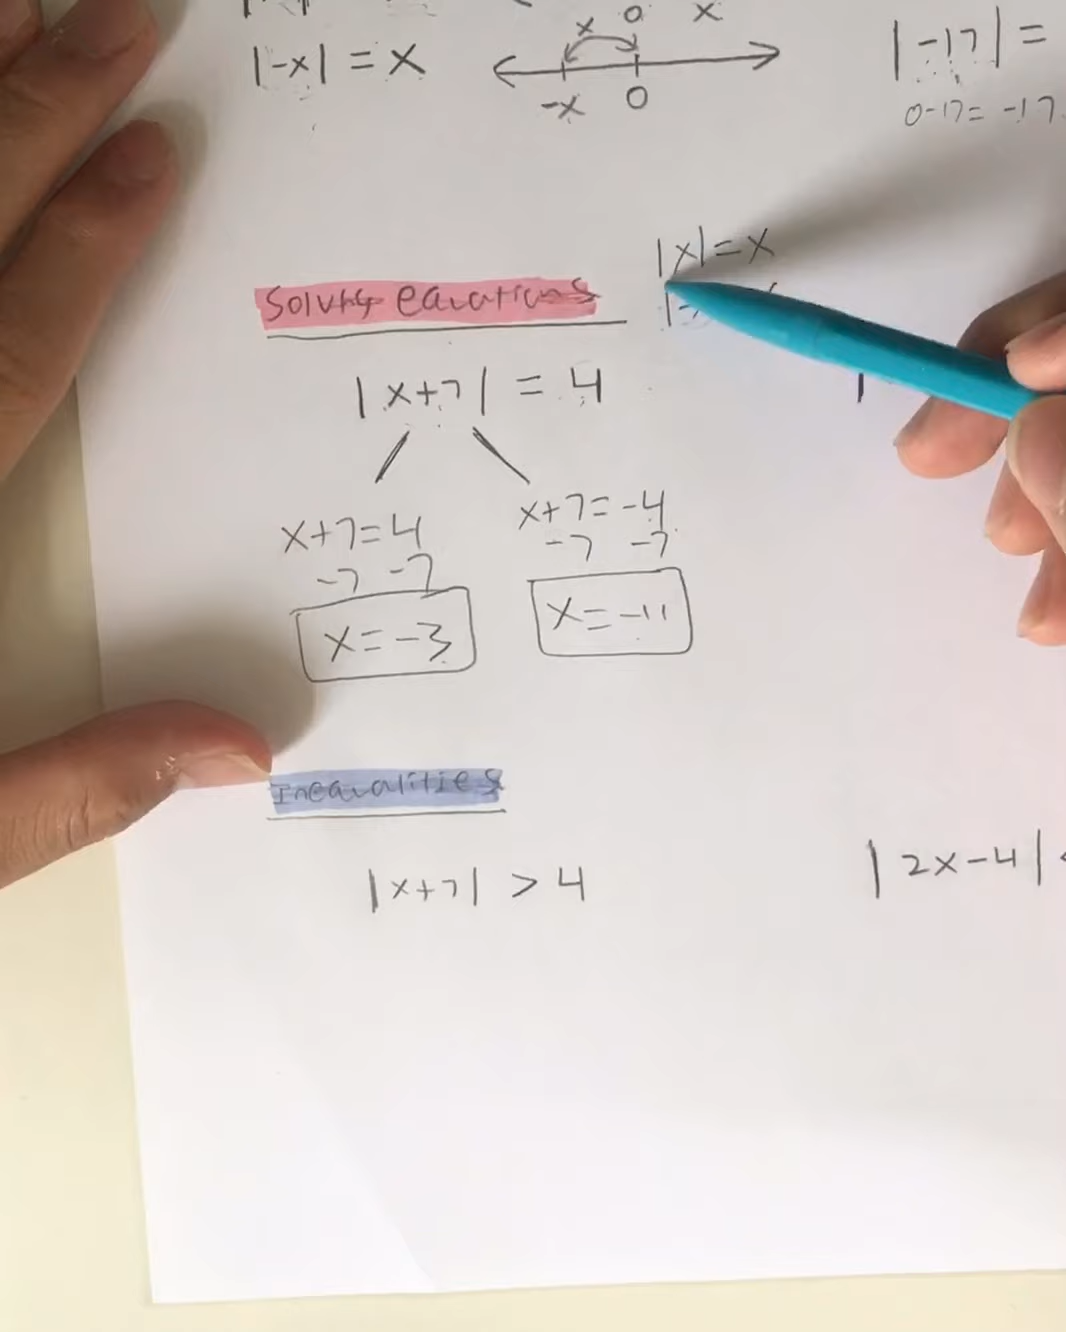 x 0 x
|-x| = x
-x 0
|-17| =
0-17= -17
|x|=x
Solving equations
|x+7| = 4
x+7=4
-7 -7
x=-3
x+7=-4
-7 -7
x=-11
Inequalities
|x+7| > 4
|2x-4|